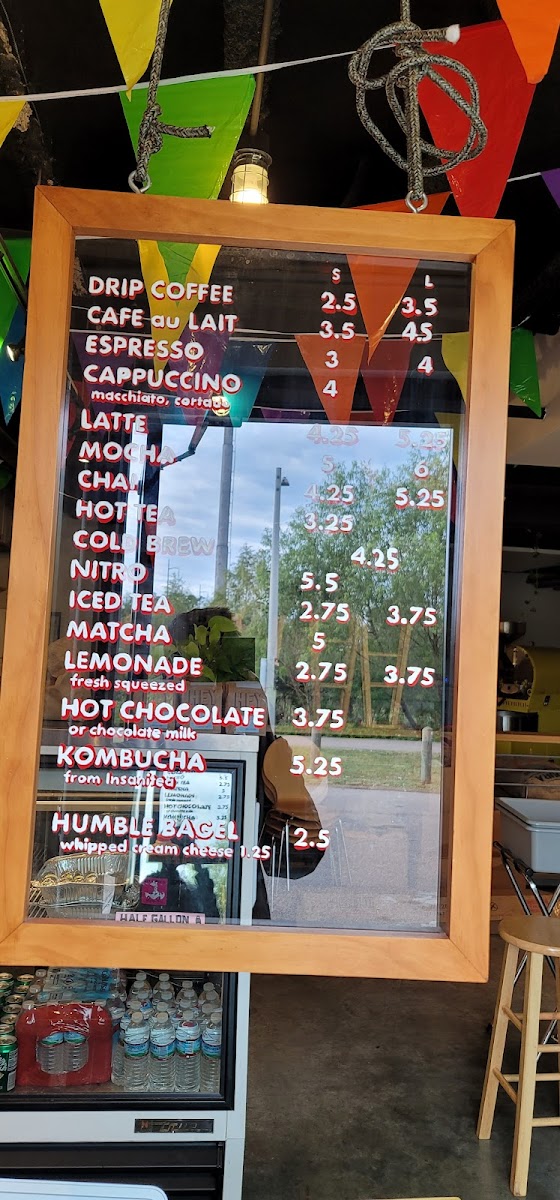 S L
DRIP COFFEE 2.5 3.5
CAFE au LAIT 3.5 4.5
ESPRESSO 3 4
CAPPUCCINO 4
macchiato, cortado
LATTE 4.25 5.25
MOCHA 5 6
CHAI 4.25 5.25
HOT TEA 3.25
COLD BREW 4.25
NITRO 5.5
ICED TEA 2.75 3.75
MATCHA 5
LEMONADE 2.75 3.75
fresh squeezed
HOT CHOCOLATE 3.75
or chocolate milk
KOMBUCHA 5.25
from Insanitea
HUMBLE BAGEL 2.5
whipped cream cheese 1.25
HALF GALLON